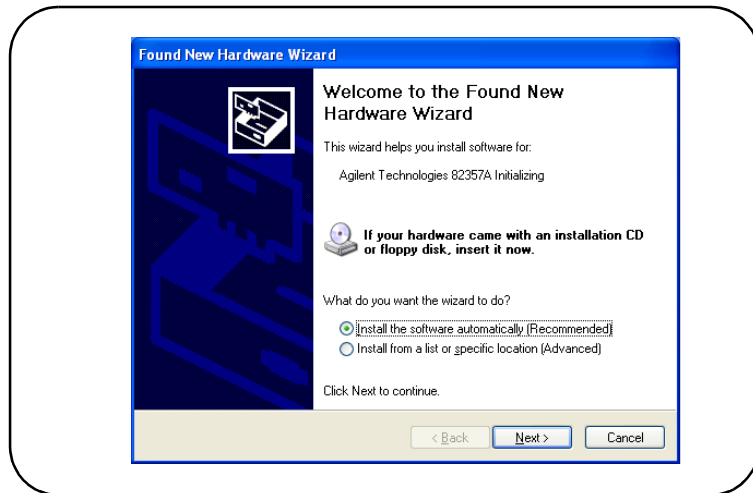 Found New Hardware Wizard
Welcome to the Found New
Hardware Wizard
This wizard helps you install software for:
Agilent Technologies 82357A Initializing
If your hardware came with an installation CD
or floppy disk, insert it now.
What do you want the wizard to do?
Install the software automatically (Recommended)
Install from a list or specific location (Advanced)
Click Next to continue.
< Back Next > Cancel